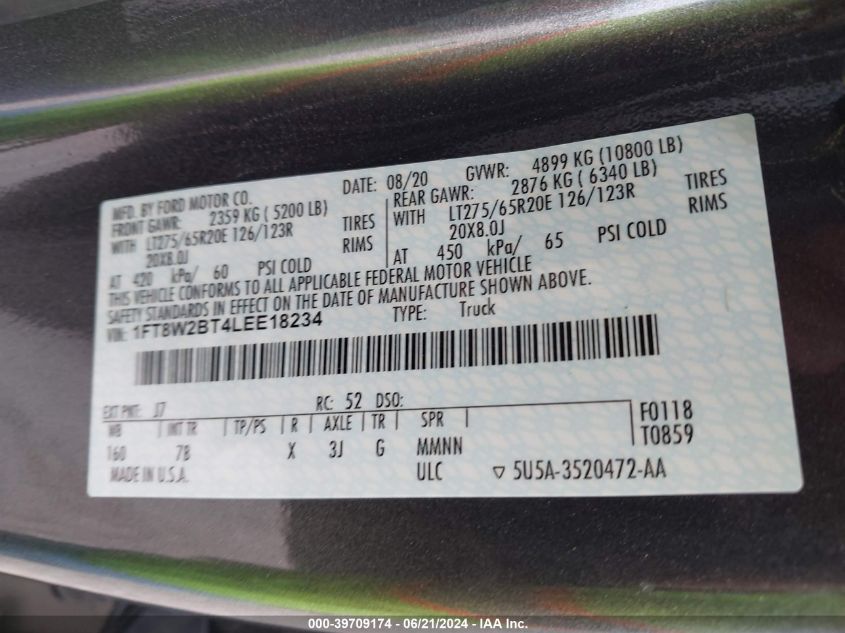 MFD. BY FORD MOTOR CO. DATE: 08/20 GVWR: 4899 KG (10800 LB)
FRONT GAWR: 2359 KG ( 5200 LB) REAR GAWR: 2876 KG ( 6340 LB)
WITH LT275/65R20E 126/123R TIRES WITH LT275/65R20E 126/123R TIRES
20X8.0J RIMS 20X8.0J RIMS
AT 420 kPa/ 60 PSI COLD AT 450 kPa/ 65 PSI COLD
THIS VEHICLE CONFORMS TO ALL APPLICABLE FEDERAL MOTOR VEHICLE
SAFETY STANDARDS IN EFFECT ON THE DATE OF MANUFACTURE SHOWN ABOVE.
VIN: 1FT8W2BT4LEE18234 TYPE: Truck
EXT PNT: J7 RC: 52 DSO:
WB INT TR TP/PS R AXLE TR SPR F0118
160 7B X 3J G MMNN T0859
MADE IN U.S.A. ULC 5U5A-3520472-AA
000-39709174 - 06/21/2024 - IAA Inc.